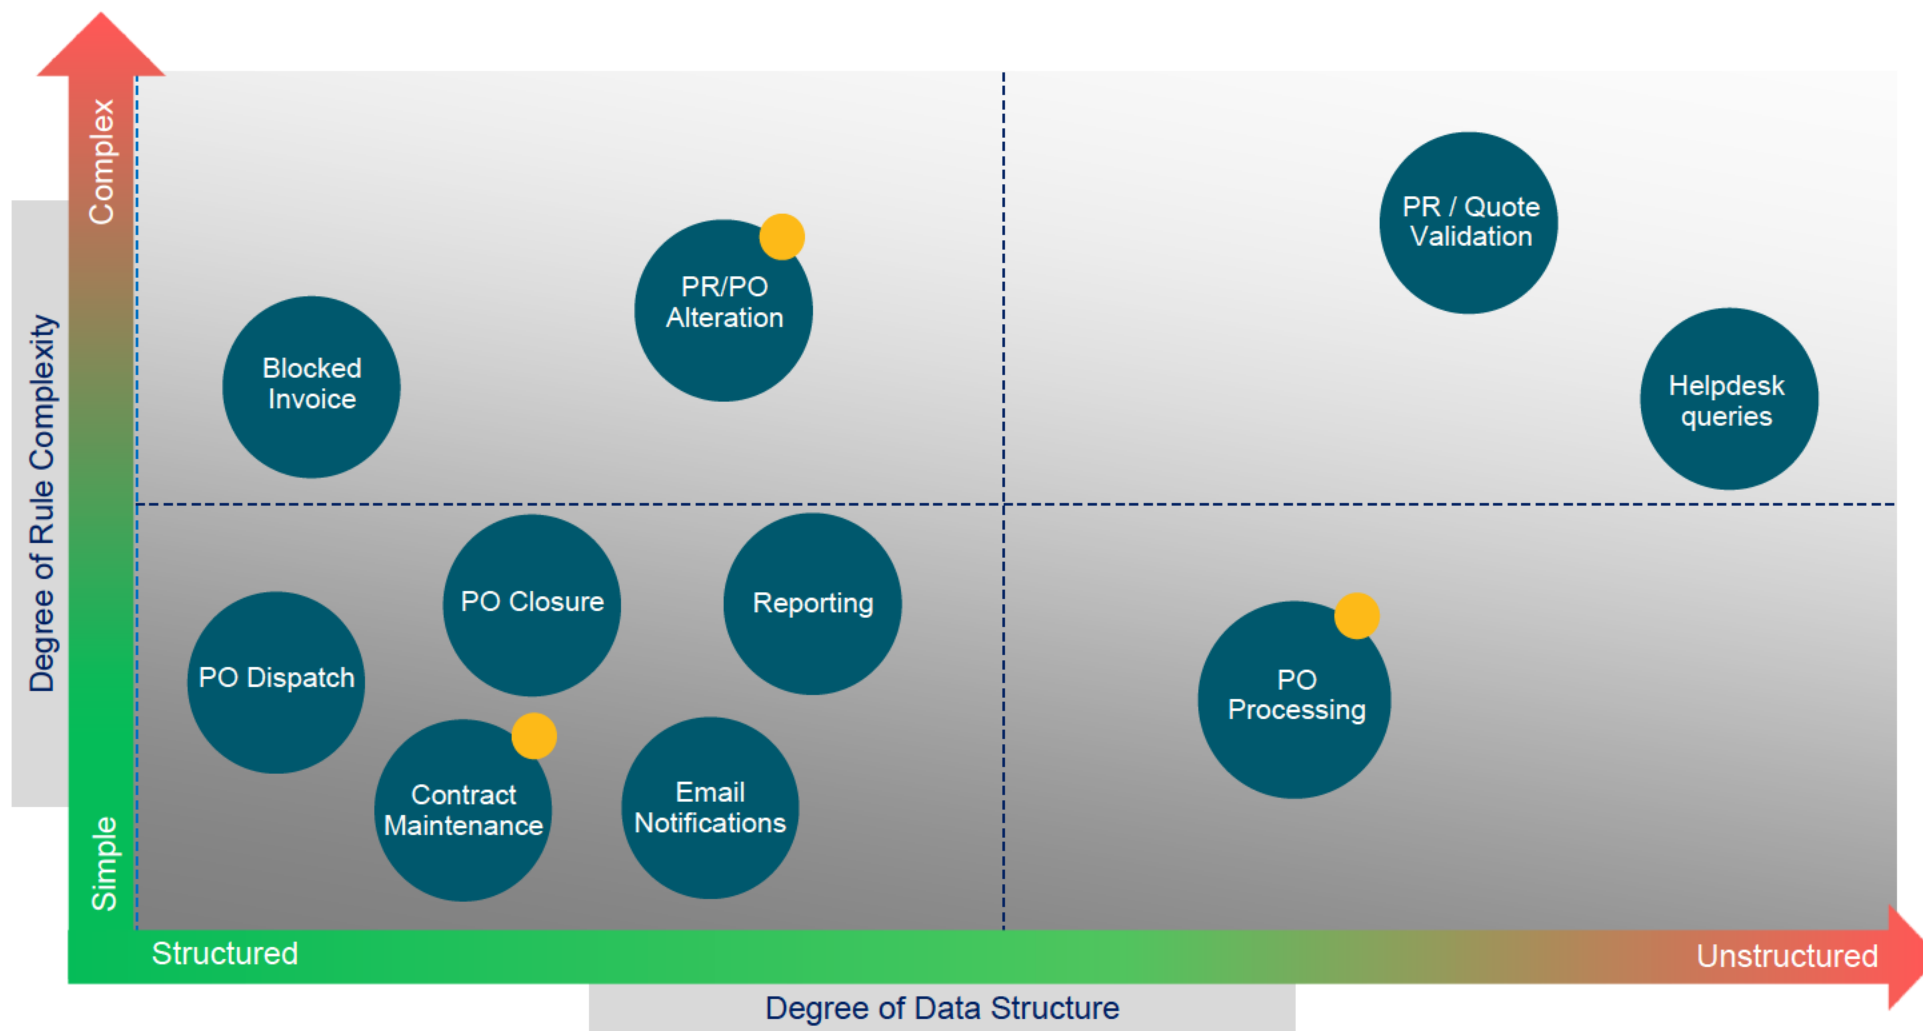 Complex
PR / Quote
Validation
PR/PO
Alteration
Blocked
Invoice
Helpdesk
queries
Degree of Rule Complexity
PO Closure
Reporting
PO Dispatch
PO
Processing
Contract
Maintenance
Email
Notifications
Simple
Structured
Unstructured
Degree of Data Structure